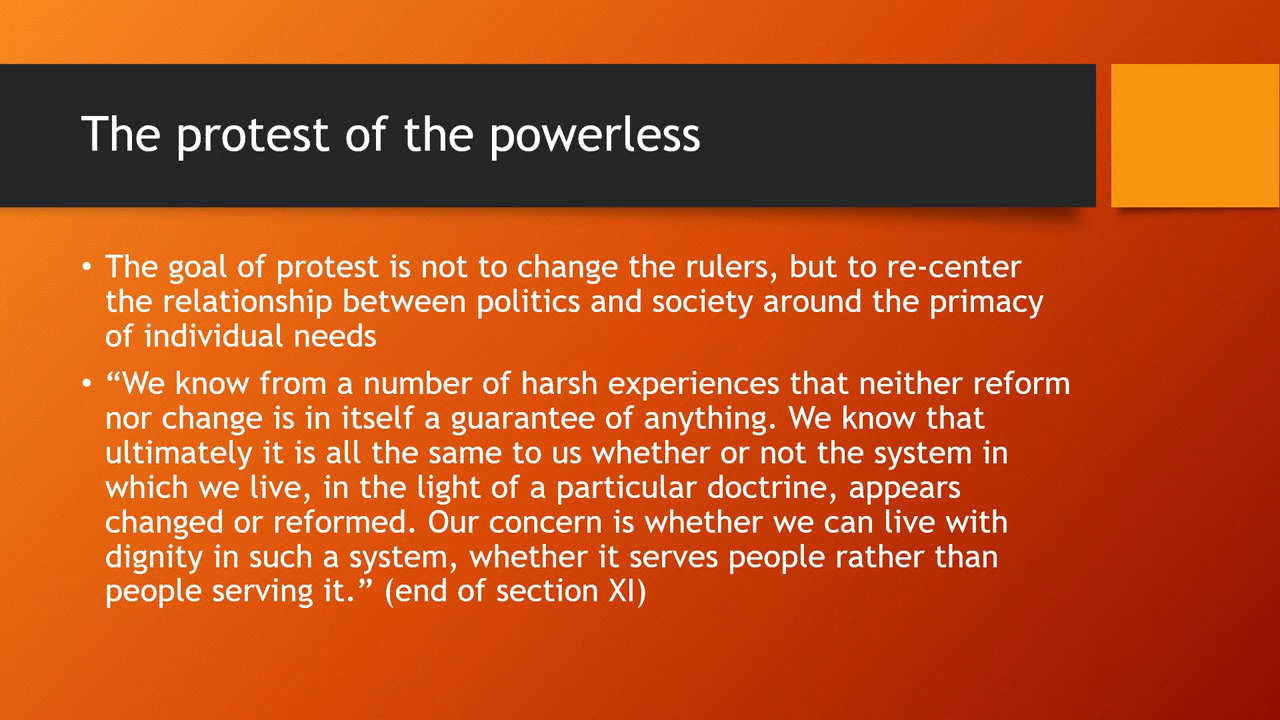 The protest of the powerless
• The goal of protest is not to change the rulers, but to re-center
the relationship between politics and society around the primacy
of individual needs
• “We know from a number of harsh experiences that neither reform
nor change is in itself a guarantee of anything. We know that
ultimately it is all the same to us whether or not the system in
which we live, in the light of a particular doctrine, appears
changed or reformed. Our concern is whether we can live with
dignity in such a system, whether it serves people rather than
people serving it.” (end of section XI)